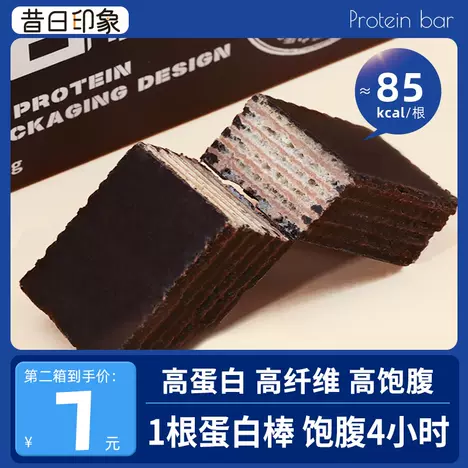 昔日印象
Protein bar
PROTEIN
CKAGING DESIGN
g
≈85
kcal/根
第二箱到手价:
¥7元
高蛋白 高纤维 高饱腹
1根蛋白棒 饱腹4小时